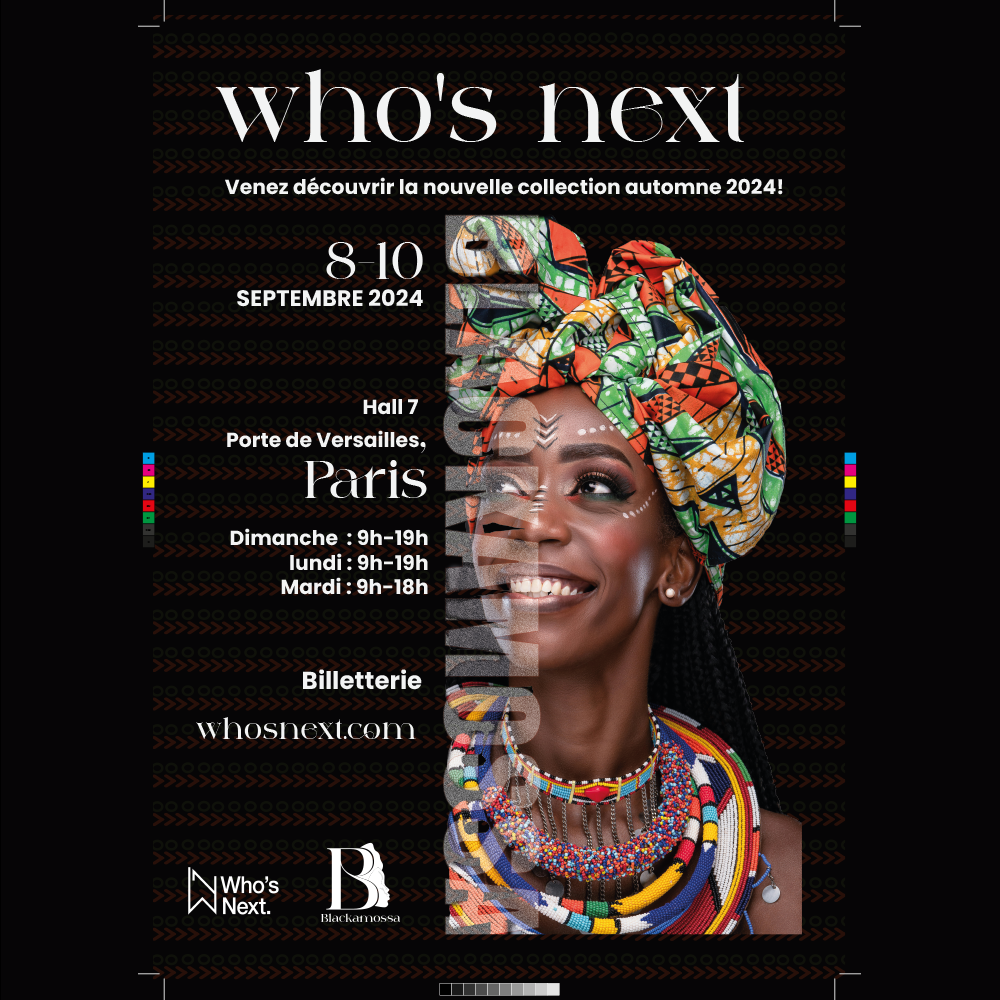 who's next
Venez découvrir la nouvelle collection automne 2024!
8-10
SEPTEMBRE 2024
Hall 7
Porte de Versailles,
Paris
Dimanche : 9h-19h
lundi : 9h-19h
Mardi : 9h-18h
Billetterie
whosnext.com
Who's
Next.
B
Blackamossa